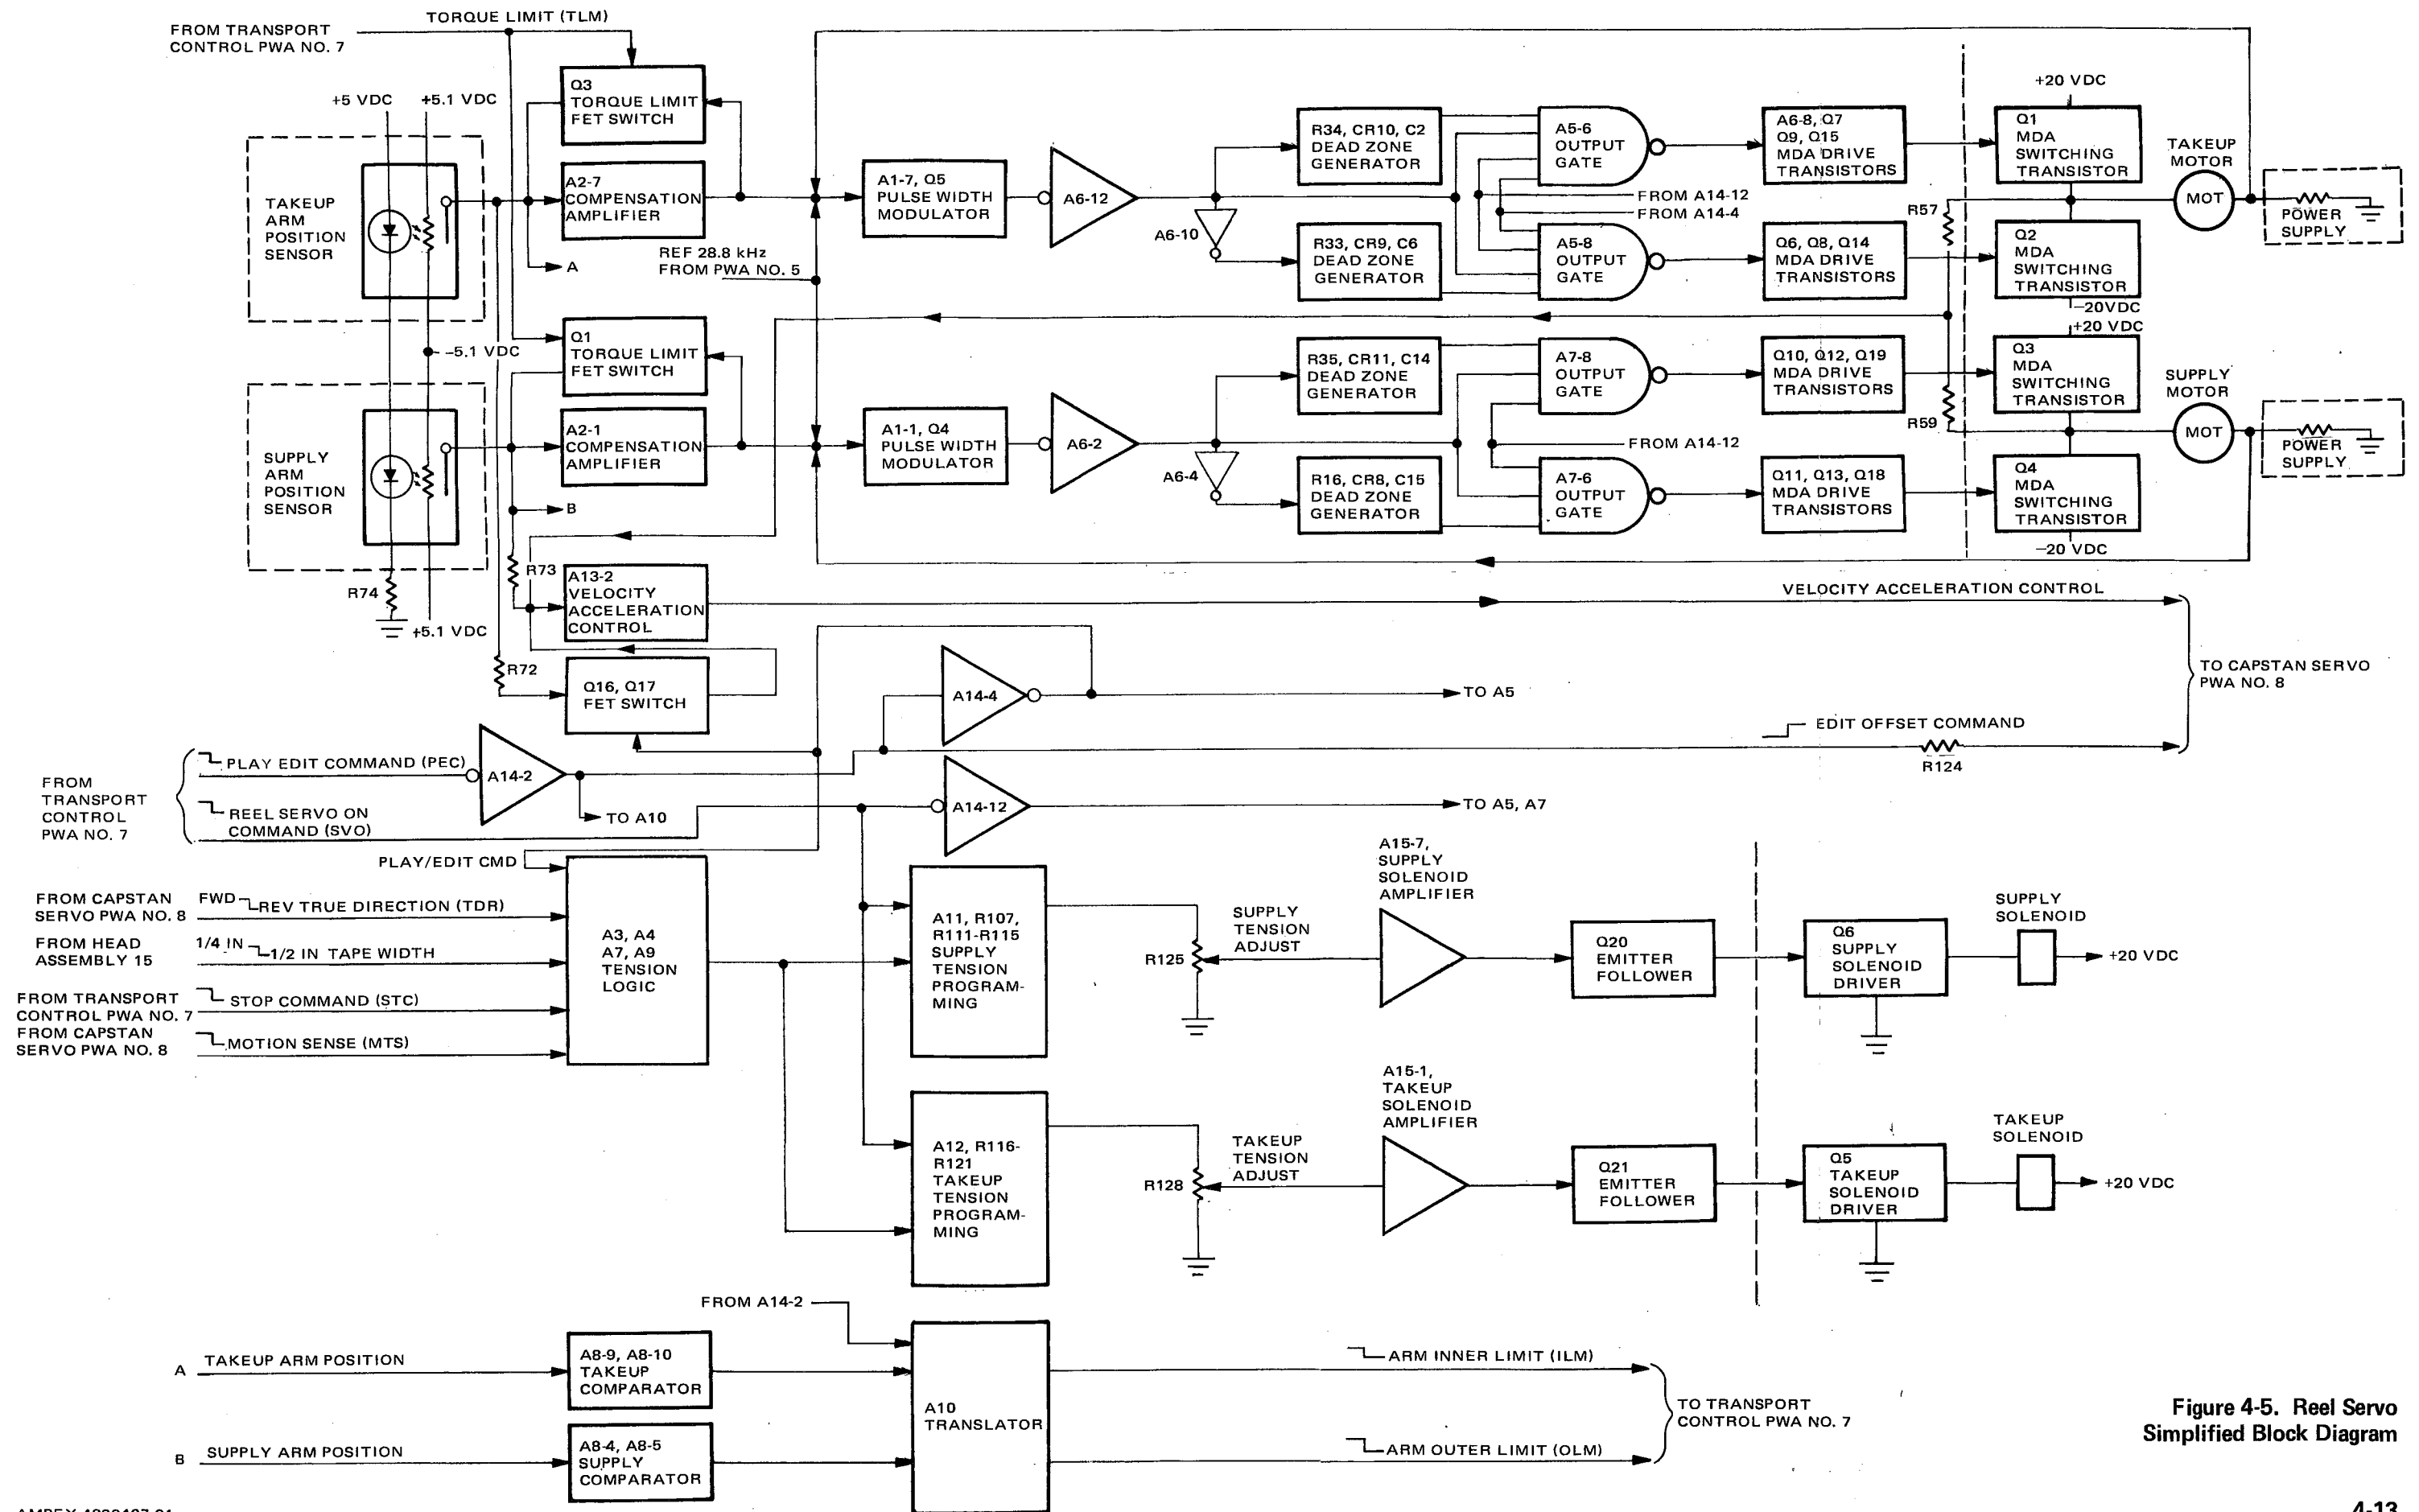 TORQUE LIMIT (TLM)
FROM TRANSPORT
CONTROL PWA NO. 7
+5 VDC
+5.1 VDC
Q3
TORQUE LIMIT
FET SWITCH
TAKEUP
ARM
POSITION
SENSOR
A2-7
COMPENSATION
AMPLIFIER
A
REF 28.8 kHz
FROM PWA NO. 5
A1-7, Q5
PULSE WIDTH
MODULATOR
A6-12
A6-10
R34, CR10, C2
DEAD ZONE
GENERATOR
R33, CR9, C6
DEAD ZONE
GENERATOR
A5-6
OUTPUT
GATE
FROM A14-12
FROM A14-4
A5-8
OUTPUT
GATE
A6-8, Q7
Q9, Q15
MDA DRIVE
TRANSISTORS
Q6, Q8, Q14
MDA DRIVE
TRANSISTORS
R57
+20 VDC
Q1
MDA
SWITCHING
TRANSISTOR
Q2
MDA
SWITCHING
TRANSISTOR
−20VDC
TAKEUP
MOTOR
MOT
POWER
SUPPLY
−5.1 VDC
Q1
TORQUE LIMIT
FET SWITCH
SUPPLY
ARM
POSITION
SENSOR
A2-1
COMPENSATION
AMPLIFIER
B
R74
+5.1 VDC
A1-1, Q4
PULSE WIDTH
MODULATOR
A6-2
A6-4
R35, CR11, C14
DEAD ZONE
GENERATOR
R16, CR8, C15
DEAD ZONE
GENERATOR
A7-8
OUTPUT
GATE
FROM A14-12
A7-6
OUTPUT
GATE
Q10, Q12, Q19
MDA DRIVE
TRANSISTORS
Q11, Q13, Q18
MDA DRIVE
TRANSISTORS
R59
+20 VDC
Q3
MDA
SWITCHING
TRANSISTOR
Q4
MDA
SWITCHING
TRANSISTOR
−20 VDC
SUPPLY
MOTOR
MOT
POWER
SUPPLY
R73
A13-2
VELOCITY
ACCELERATION
CONTROL
VELOCITY ACCELERATION CONTROL
R72
Q16, Q17
FET SWITCH
A14-4
TO A5
TO CAPSTAN SERVO
PWA NO. 8
EDIT OFFSET COMMAND
R124
FROM
TRANSPORT
CONTROL
PWA NO. 7
PLAY EDIT COMMAND (PEC)
A14-2
TO A10
REEL SERVO ON
COMMAND (SVO)
A14-12
TO A5, A7
PLAY/EDIT CMD
FROM CAPSTAN
SERVO PWA NO. 8
FWD
REV TRUE DIRECTION (TDR)
FROM HEAD
ASSEMBLY 15
1/4 IN
1/2 IN TAPE WIDTH
FROM TRANSPORT
CONTROL PWA NO. 7
STOP COMMAND (STC)
FROM CAPSTAN
SERVO PWA NO. 8
MOTION SENSE (MTS)
A3, A4
A7, A9
TENSION
LOGIC
A11, R107,
R111-R115
SUPPLY
TENSION
PROGRAM-
MING
R125
SUPPLY
TENSION
ADJUST
A15-7,
SUPPLY
SOLENOID
AMPLIFIER
Q20
EMITTER
FOLLOWER
Q6
SUPPLY
SOLENOID
DRIVER
SUPPLY
SOLENOID
+20 VDC
A12, R116-
R121
TAKEUP
TENSION
PROGRAM-
MING
R128
TAKEUP
TENSION
ADJUST
A15-1,
TAKEUP
SOLENOID
AMPLIFIER
Q21
EMITTER
FOLLOWER
Q5
TAKEUP
SOLENOID
DRIVER
TAKEUP
SOLENOID
+20 VDC
FROM A14-2
A
TAKEUP ARM POSITION
A8-9, A8-10
TAKEUP
COMPARATOR
B
SUPPLY ARM POSITION
A8-4, A8-5
SUPPLY
COMPARATOR
A10
TRANSLATOR
ARM INNER LIMIT (ILM)
ARM OUTER LIMIT (OLM)
TO TRANSPORT
CONTROL PWA NO. 7
Figure 4-5. Reel Servo
Simplified Block Diagram